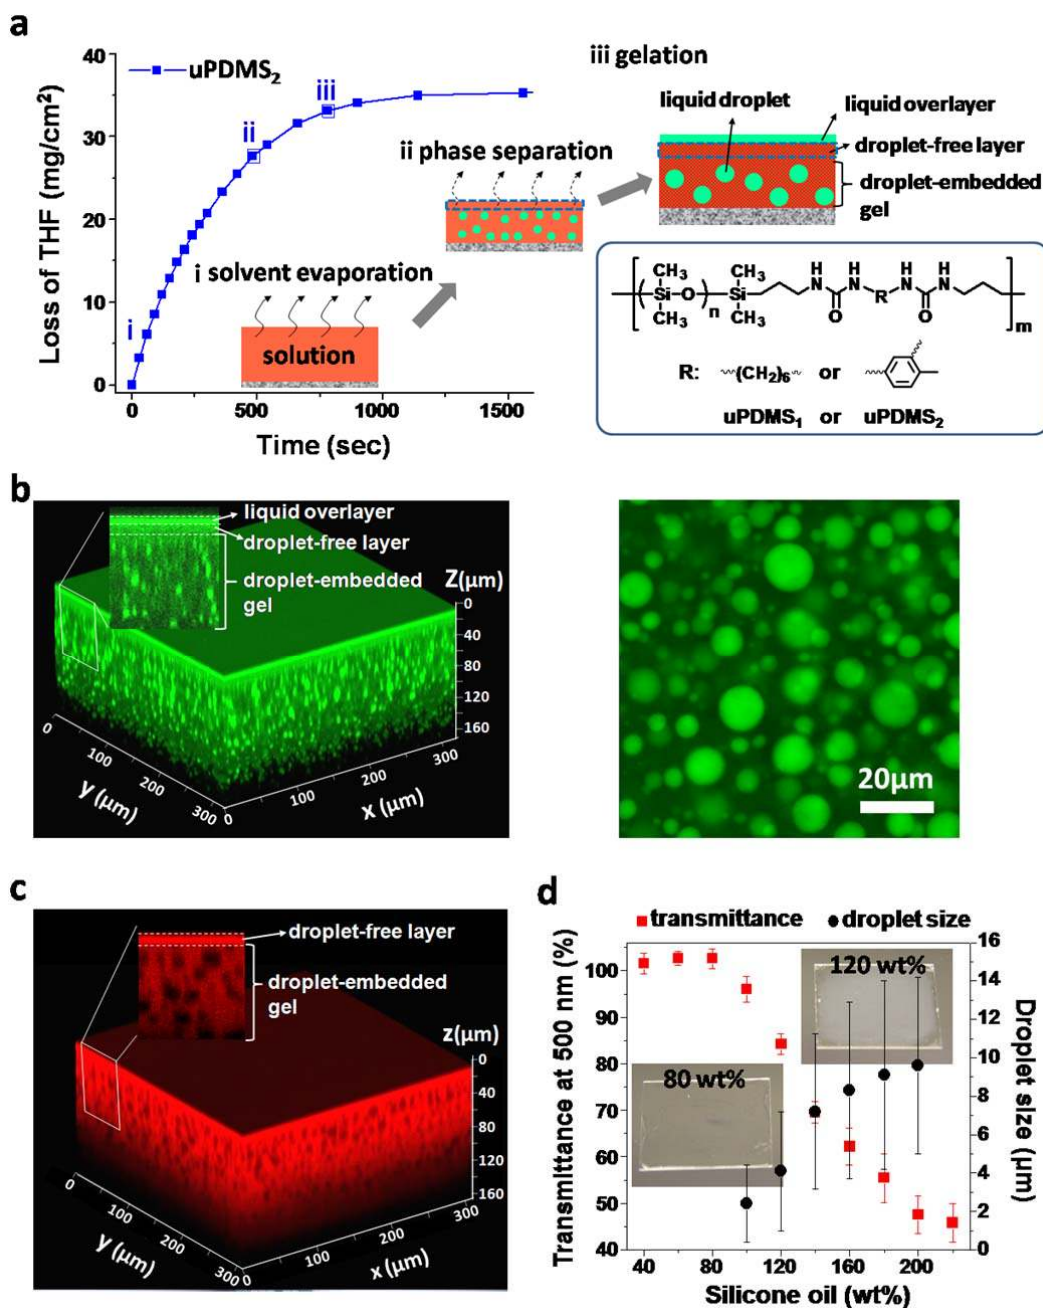 a
Loss of THF (mg/cm²)
40
30
20
10
0
0
500
1000
1500
Time (sec)
uPDMS₂
i
ii
iii
i solvent evaporation
solution
ii phase separation
iii gelation
liquid droplet
liquid overlayer
droplet-free layer
droplet-embedded
gel
CH₃
CH₃
H
H
H
H
Si
O
n
Si
N
N
R
N
N
m
CH₃
CH₃
O
O
R: (CH₂)₆ or
uPDMS₁ or uPDMS₂
b
liquid overlayer
droplet-free layer
droplet-embedded
gel
Z(μm)
0
40
80
120
160
0
100
200
300
y (μm)
0
100
200
300
x (μm)
20μm
c
droplet-free layer
droplet-embedded
gel
z(μm)
0
40
80
120
160
0
100
200
300
y (μm)
0
100
200
300
x (μm)
d
transmittance
droplet size
Transmittance at 500 nm (%)
100
90
80
70
60
50
40
120 wt%
80 wt%
16
14
12
10
8
6
4
2
0
Droplet size (μm)
40
80
120
160
200
Silicone oil (wt%)